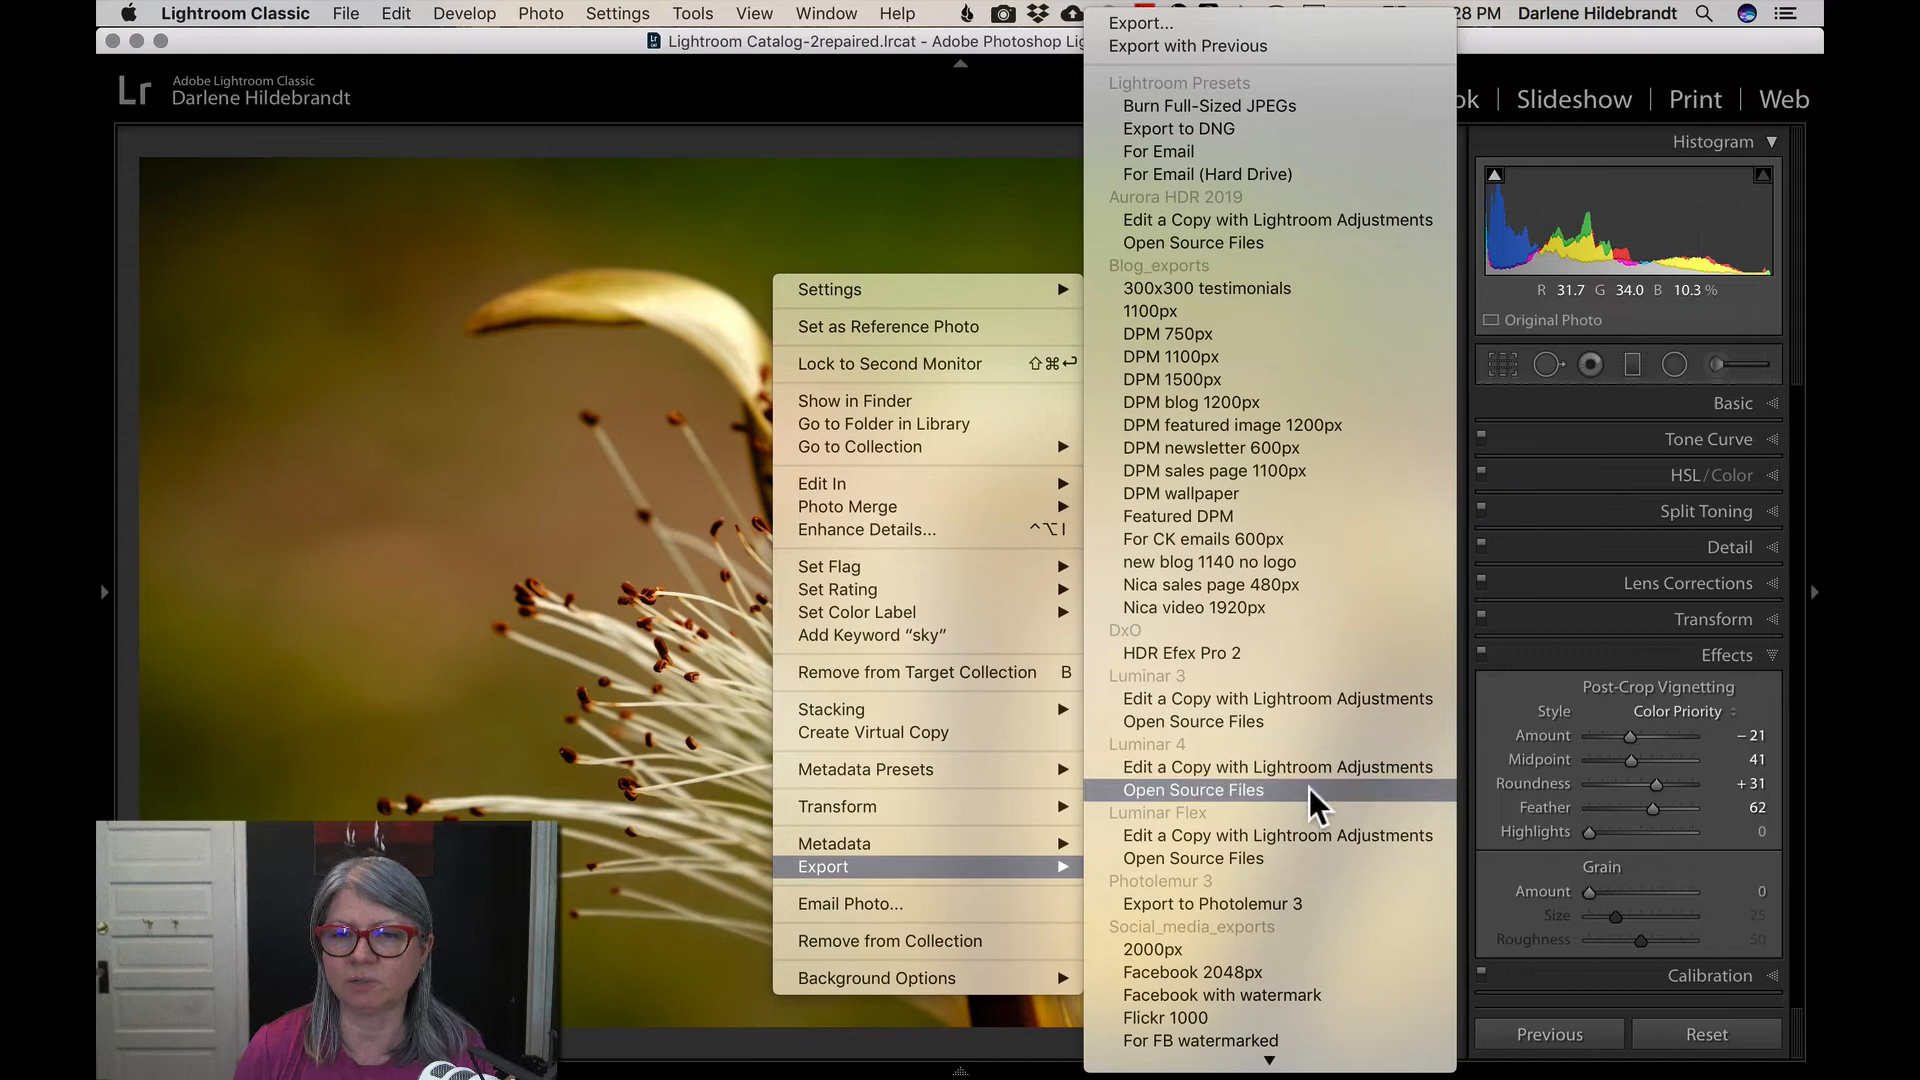 Lightroom Classic File Edit Develop Photo Settings Tools View Window Help 28 PM Darlene Hildebrandt
Lightroom Catalog-2repaired.lrcat - Adobe Photoshop Lig
Lr Adobe Lightroom Classic
Darlene Hildebrandt
ok | Slideshow | Print | Web
Settings
Set as Reference Photo
Lock to Second Monitor ⇧⌘↩
Show in Finder
Go to Folder in Library
Go to Collection
Edit In
Photo Merge
Enhance Details... ^⌥I
Set Flag
Set Rating
Set Color Label
Add Keyword “sky”
Remove from Target Collection B
Stacking
Create Virtual Copy
Metadata Presets
Transform
Metadata
Export
Email Photo...
Remove from Collection
Background Options
Export...
Export with Previous
Lightroom Presets
Burn Full-Sized JPEGs
Export to DNG
For Email
For Email (Hard Drive)
Aurora HDR 2019
Edit a Copy with Lightroom Adjustments
Open Source Files
Blog_exports
300x300 testimonials
1100px
DPM 750px
DPM 1100px
DPM 1500px
DPM blog 1200px
DPM featured image 1200px
DPM newsletter 600px
DPM sales page 1100px
DPM wallpaper
Featured DPM
For CK emails 600px
new blog 1140 no logo
Nica sales page 480px
Nica video 1920px
DxO
HDR Efex Pro 2
Luminar 3
Edit a Copy with Lightroom Adjustments
Open Source Files
Luminar 4
Edit a Copy with Lightroom Adjustments
Open Source Files
Luminar Flex
Edit a Copy with Lightroom Adjustments
Open Source Files
Photolemur 3
Export to Photolemur 3
Social_media_exports
2000px
Facebook 2048px
Facebook with watermark
Flickr 1000
For FB watermarked
Histogram
R 31.7 G 34.0 B 10.3 %
Original Photo
Basic
Tone Curve
HSL / Color
Split Toning
Detail
Lens Corrections
Transform
Effects
Post-Crop Vignetting
Style Color Priority
Amount − 21
Midpoint 41
Roundness + 31
Feather 62
Highlights 0
Grain
Amount 0
Size 25
Roughness 50
Calibration
Previous Reset